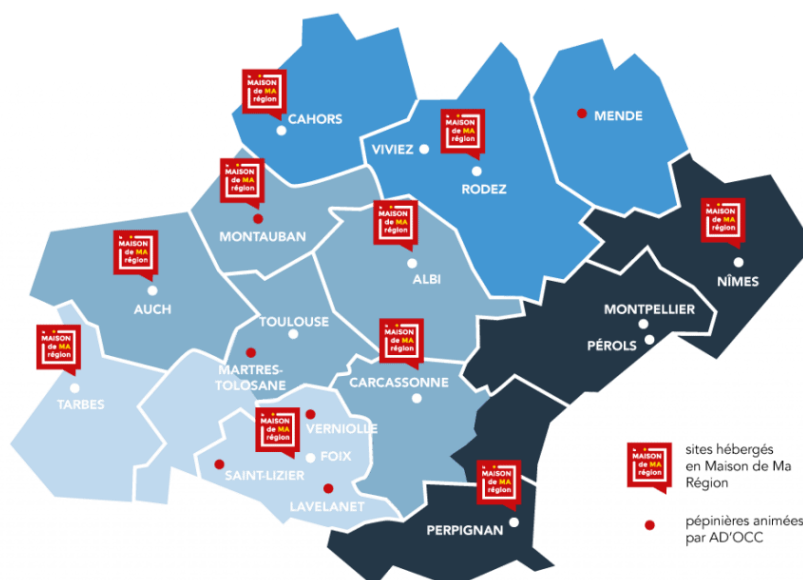 MAISON
de MA
région
CAHORS
MAISON
de MA
région
VIVIEZ
RODEZ
MENDE
MAISON
de MA
région
MONTAUBAN
MAISON
de MA
région
NÎMES
MAISON
de MA
région
ALBI
MAISON
de MA
région
AUCH
MONTPELLIER
PÉROLS
TOULOUSE
MARTRES-
TOLOSANE
MAISON
de MA
région
TARBES
MAISON
de MA
région
CARCASSONNE
MAISON
de MA
région
VERNIOLLE
FOIX
SAINT-LIZIER
LAVELANET
MAISON
de MA
région
PERPIGNAN
MAISON
de MA
région
sites hébergés
en Maison de Ma
Région
pépinières animées
par AD'OCC